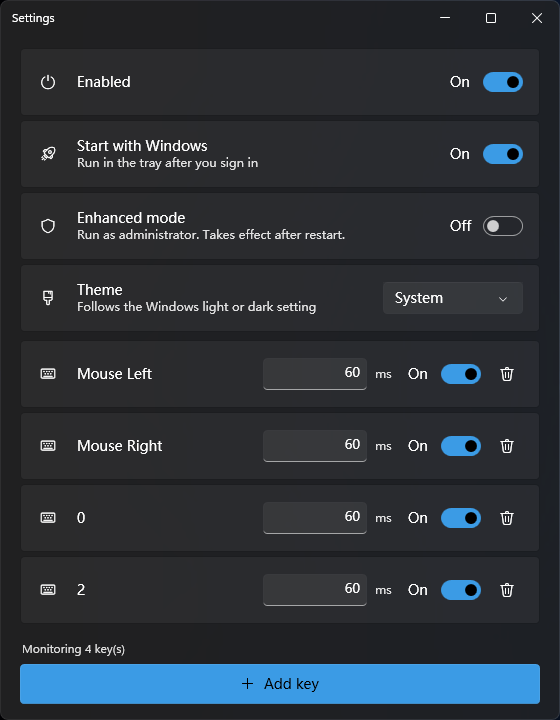 Settings
Enabled On
Start with Windows
Run in the tray after you sign in
On
Enhanced mode
Run as administrator. Takes effect after restart.
Off
Theme
Follows the Windows light or dark setting
System
Mouse Left 60 ms On
Mouse Right 60 ms On
0 60 ms On
2 60 ms On
Monitoring 4 key(s)
+ Add key